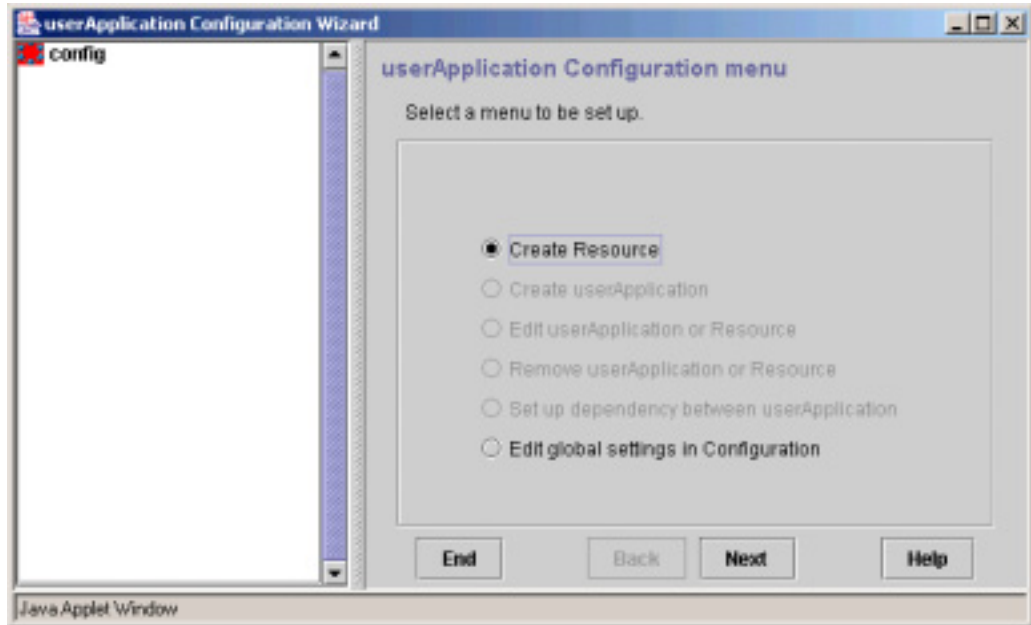 userApplication Configuration Wizard
config
userApplication Configuration menu
Select a menu to be set up.
Create Resource
Create userApplication
Edit userApplication or Resource
Remove userApplication or Resource
Set up dependency between userApplication
Edit global settings in Configuration
End
Back
Next
Help
Java Applet Window